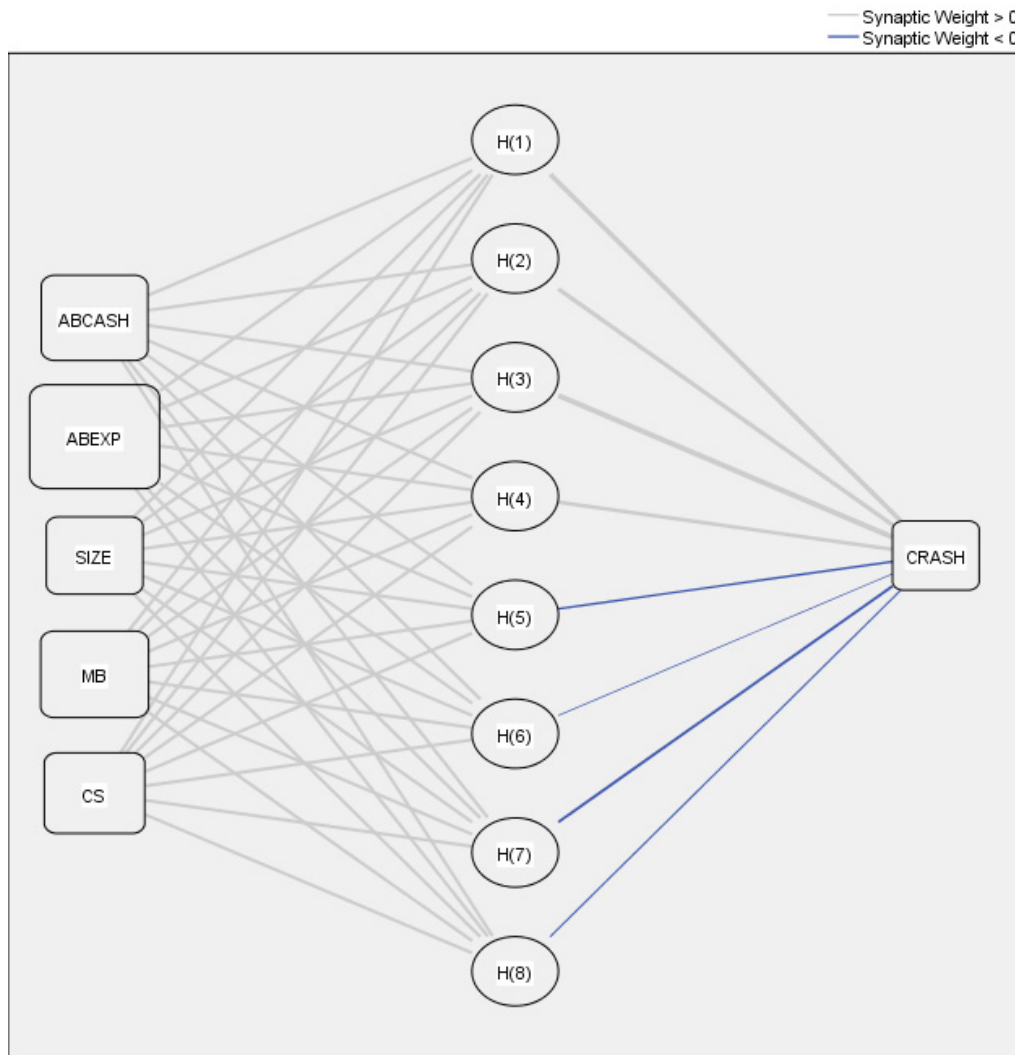 Synaptic Weight > 0
Synaptic Weight < 0
H(1)
H(2)
ABCASH
H(3)
ABEXP
H(4)
SIZE
CRASH
H(5)
MB
H(6)
CS
H(7)
H(8)